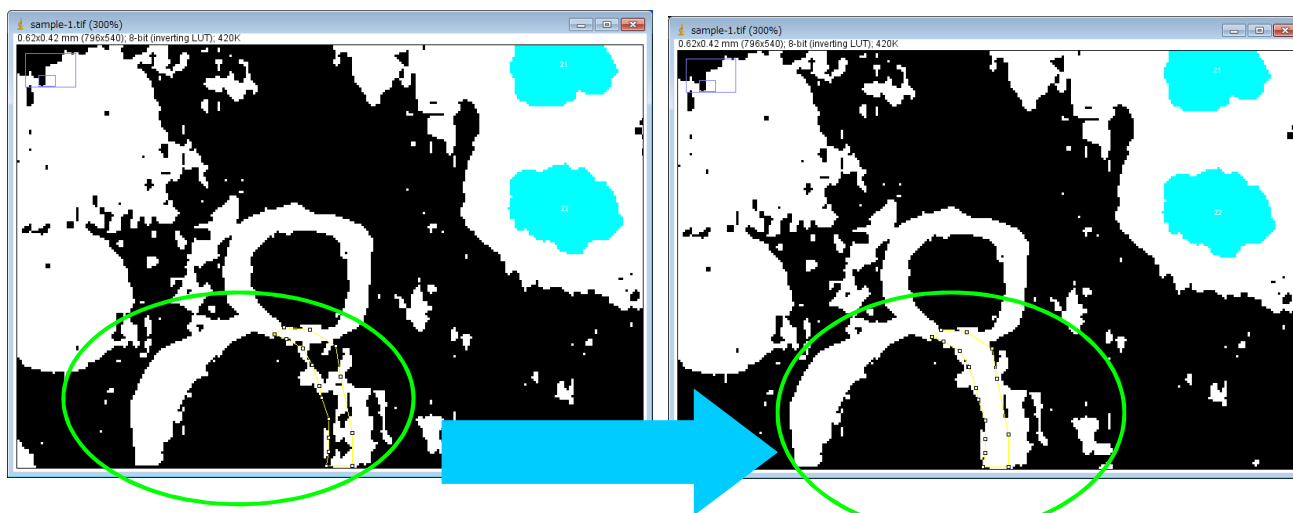 sample-1.tif (300%)
0.62x0.42 mm (796x540); 8-bit (inverting LUT); 420K
21
22
sample-1.tif (300%)
0.62x0.42 mm (796x540); 8-bit (inverting LUT); 420K
21
22